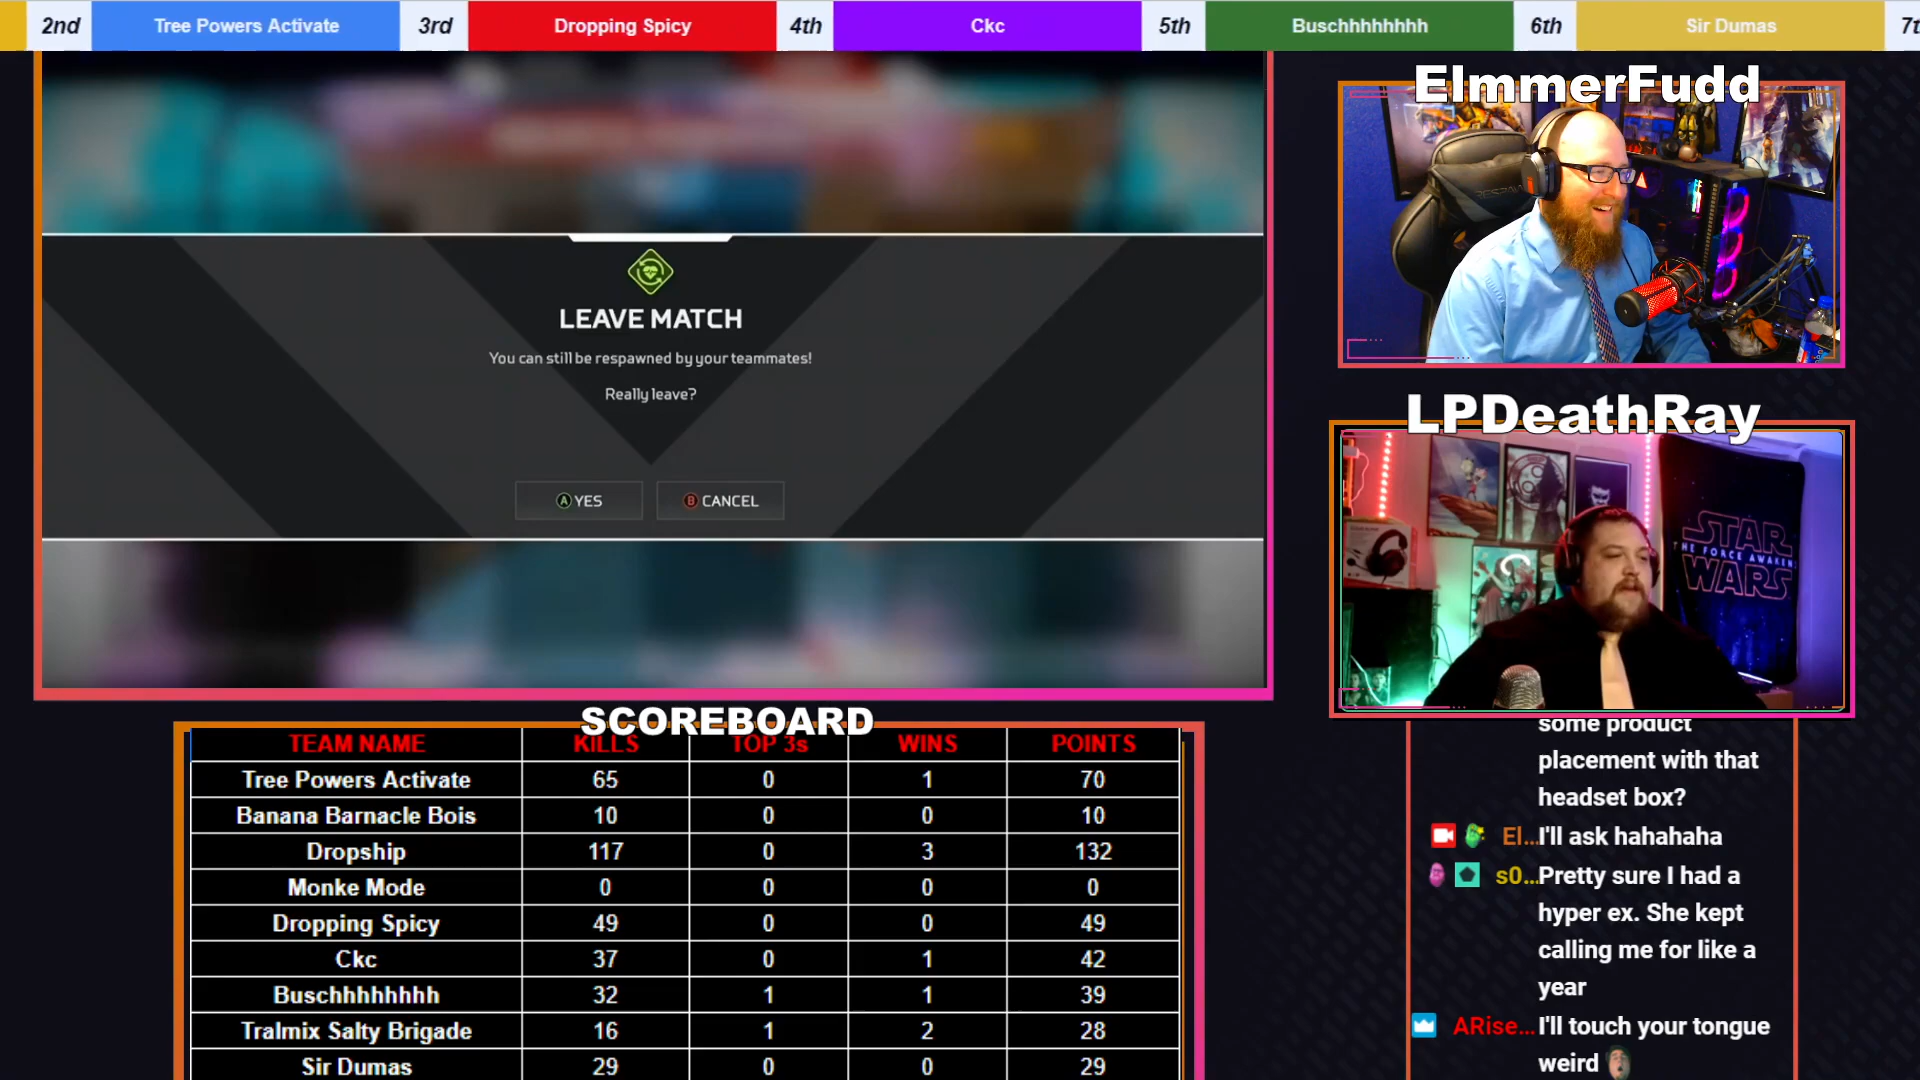 2nd Tree Powers Activate 3rd Dropping Spicy 4th Ckc 5th Buschhhhhhhh 6th Sir Dumas 7t
ElmmerFudd
LEAVE MATCH
You can still be respawned by your teammates!
Really leave?
A YES B CANCEL
LPDeathRay
STAR
THE FORCE AWAKENS
WARS
SCOREBOARD
TEAM NAME KILLS TOP 3s WINS POINTS
Tree Powers Activate 65 0 1 70
Banana Barnacle Bois 10 0 0 10
Dropship 117 0 3 132
Monke Mode 0 0 0 0
Dropping Spicy 49 0 0 49
Ckc 37 0 1 42
Buschhhhhhhh 32 1 1 39
Tralmix Salty Brigade 16 1 2 28
Sir Dumas 29 0 0 29
some product
placement with that
headset box?
El... I'll ask hahahaha
s0... Pretty sure I had a
hyper ex. She kept
calling me for like a
year
ARise... I'll touch your tongue
weird